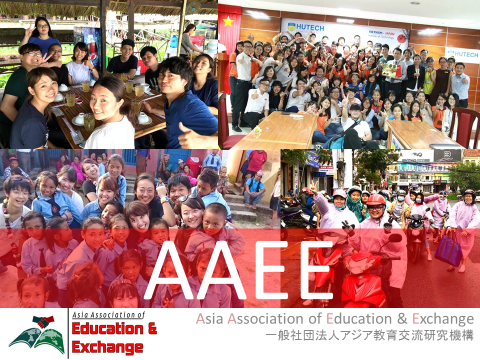 HUTECH
HUTECH
AAEE
Asia Association of
Education &
Exchange
Asia Association of Education & Exchange
一般社団法人アジア教育交流研究機構